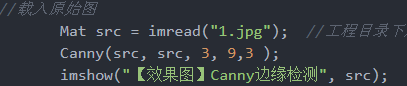 //载入原始图
Mat src = imread("1.jpg"); //工程目录下
Canny(src, src, 3, 9,3 );
imshow("【效果图】Canny边缘检测", src);